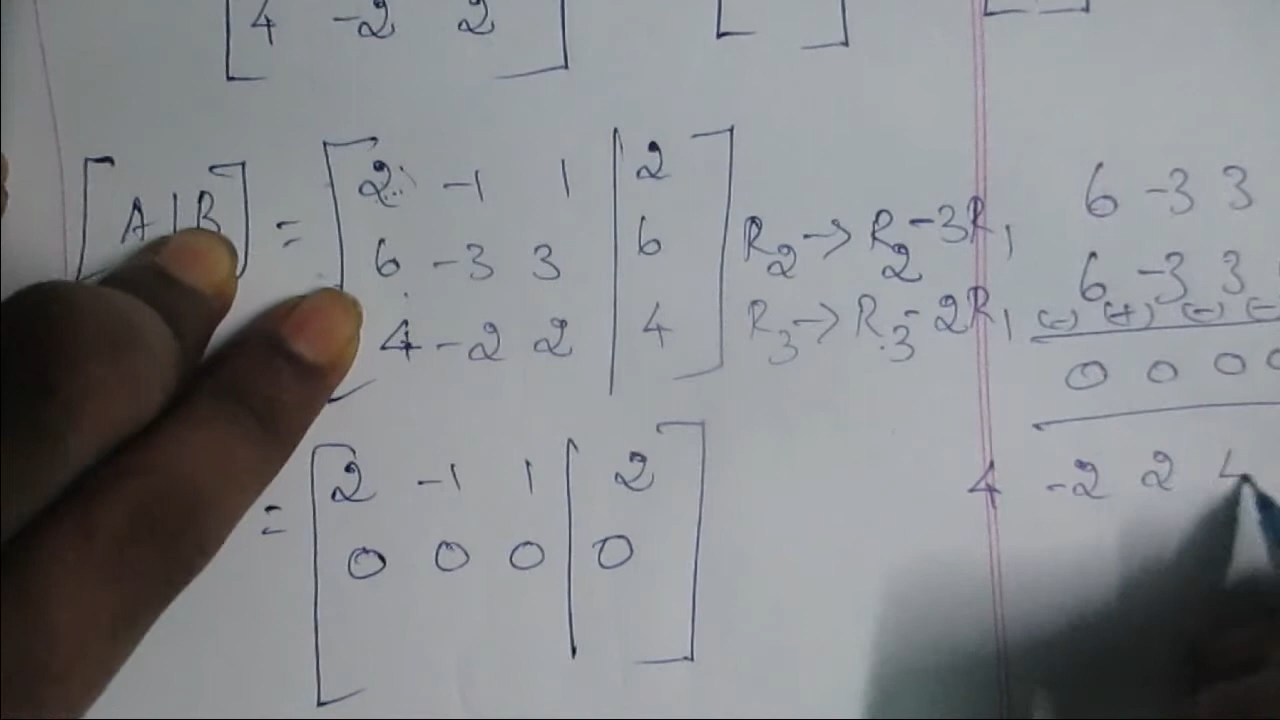 4 -2 2
[A|B] = [2 -1 1 | 2]
6 -3 3 | 6 R2 → R2 - 3R1
4 -2 2 | 4 R3 → R3 - 2R1
= [2 -1 1 | 2]
0 0 0 | 0
6 -3 3
6 -3 3
(-) (+) (-) (-
0 0 0 0
4 -2 2 4